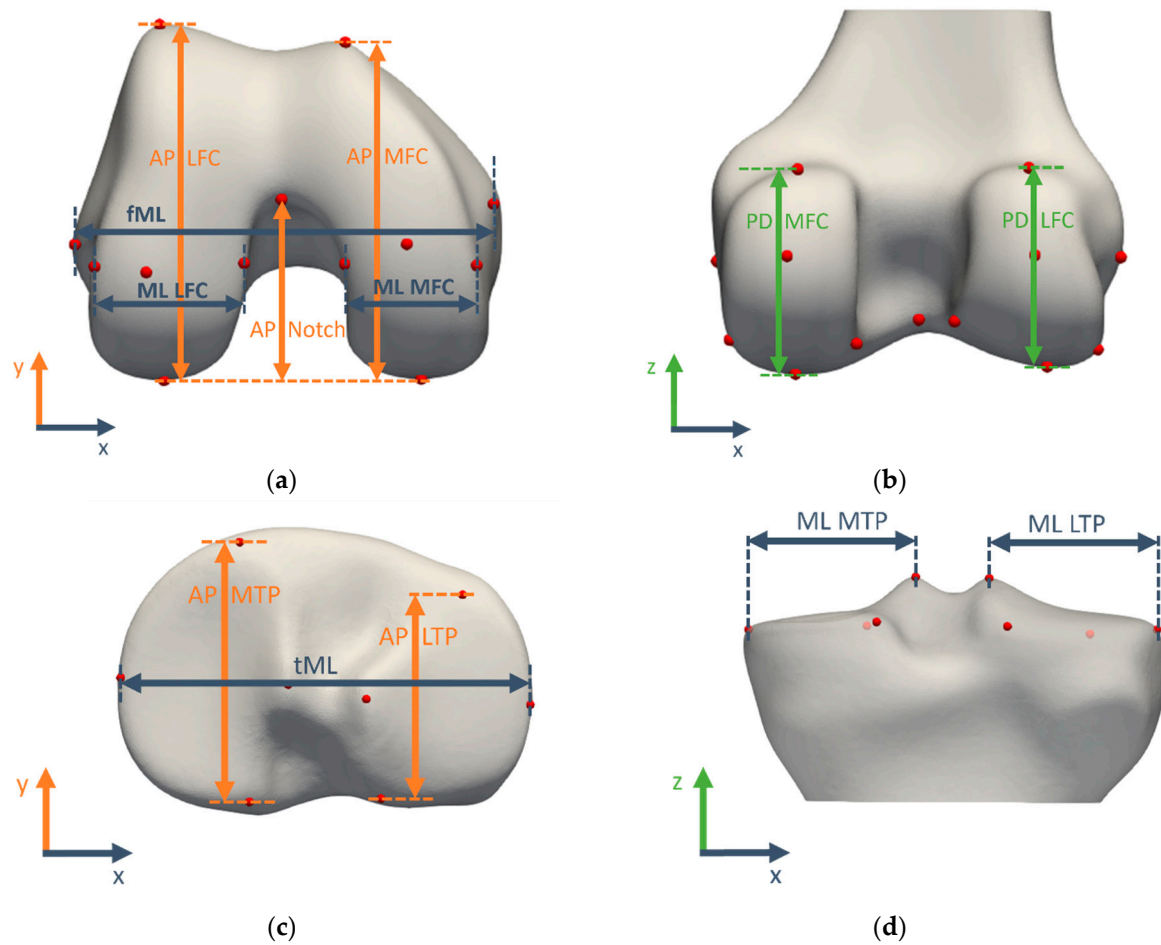 AP LFC
AP MFC
fML
ML LFC
ML MFC
AP Notch
y
x
(a)
PD MFC
PD LFC
z
x
(b)
AP MTP
AP LTP
tML
y
x
(c)
ML MTP
ML LTP
z
x
(d)